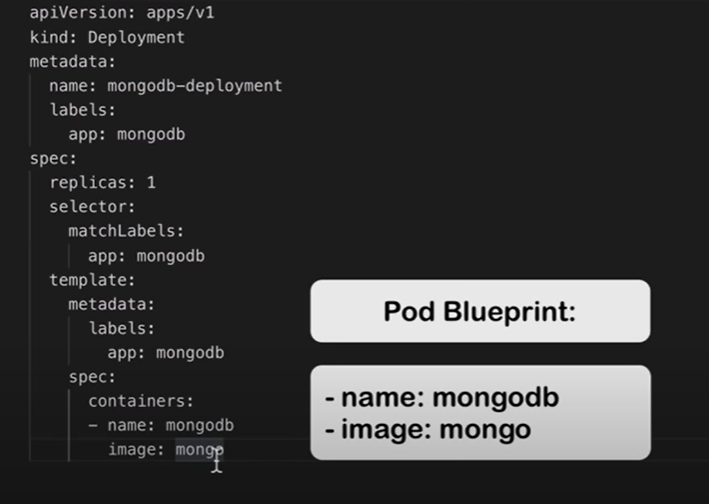 apiVersion: apps/v1
kind: Deployment
metadata:
  name: mongodb-deployment
  labels:
    app: mongodb
spec:
  replicas: 1
  selector:
    matchLabels:
      app: mongodb
  template:
    metadata:
      labels:
        app: mongodb
    spec:
      containers:
      - name: mongodb
        image: mongo
Pod Blueprint:
- name: mongodb
- image: mongo